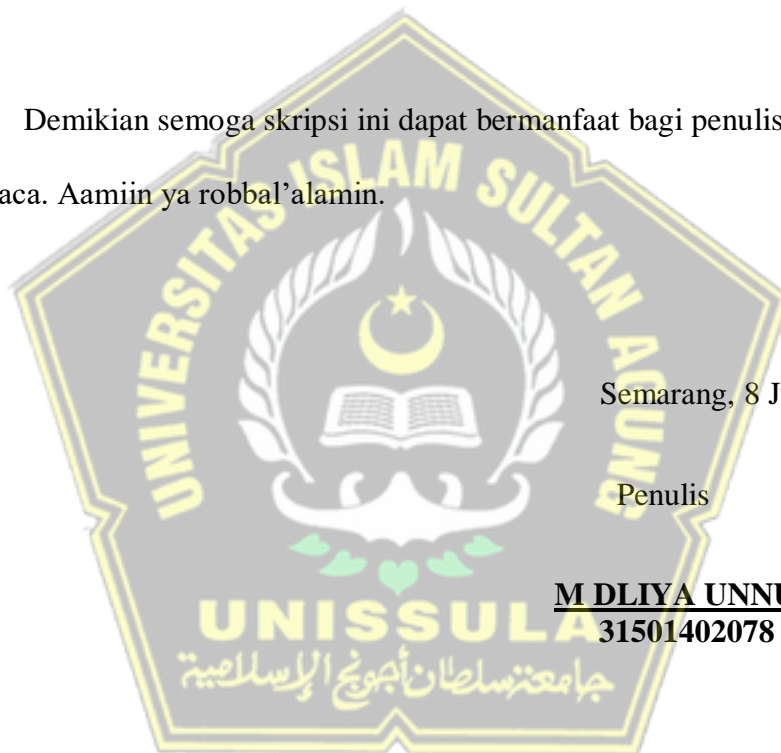 Demikian semoga skripsi ini dapat bermanfaat bagi penulis
aca. Aamiin ya robbal’alamin.
UNIVERSITAS ISLAM SULTAN AGUNG
Semarang, 8 J
Penulis
M DLIYA UNNU
31501402078
UNISSULA
جامعة سلطان أجونج الإسلامية